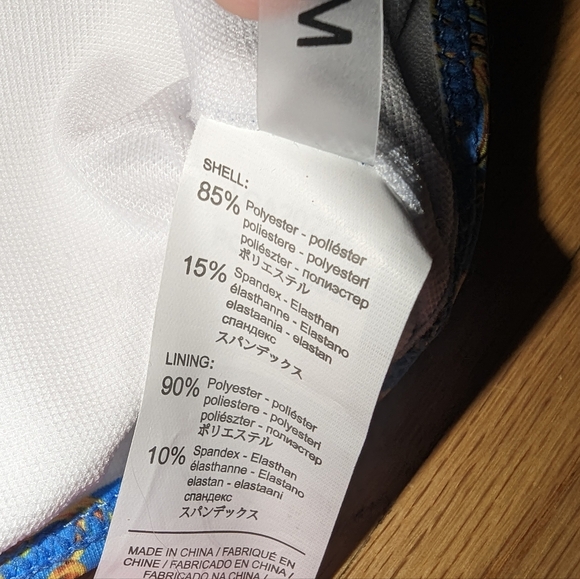 M
SHELL:
85% Polyester - poliéster
poliestere - polyesteri
poliészter - полиэстер
ポリエステル
15% Spandex - Elasthan
élasthanne - Elastano
elastaania - elastan
спандекс
スパンデックス
LINING:
90% Polyester - poliéster
poliestere - polyesteri
poliészter - полиэстер
ポリエステル
10% Spandex - Elasthan
élasthanne - Elastano
elastan - elastaani
спандекс
スパンデックス
MADE IN CHINA / FABRIQUÉ EN
CHINE / FABRICADO EN CHINA /
FABRICADO NA CHINA /